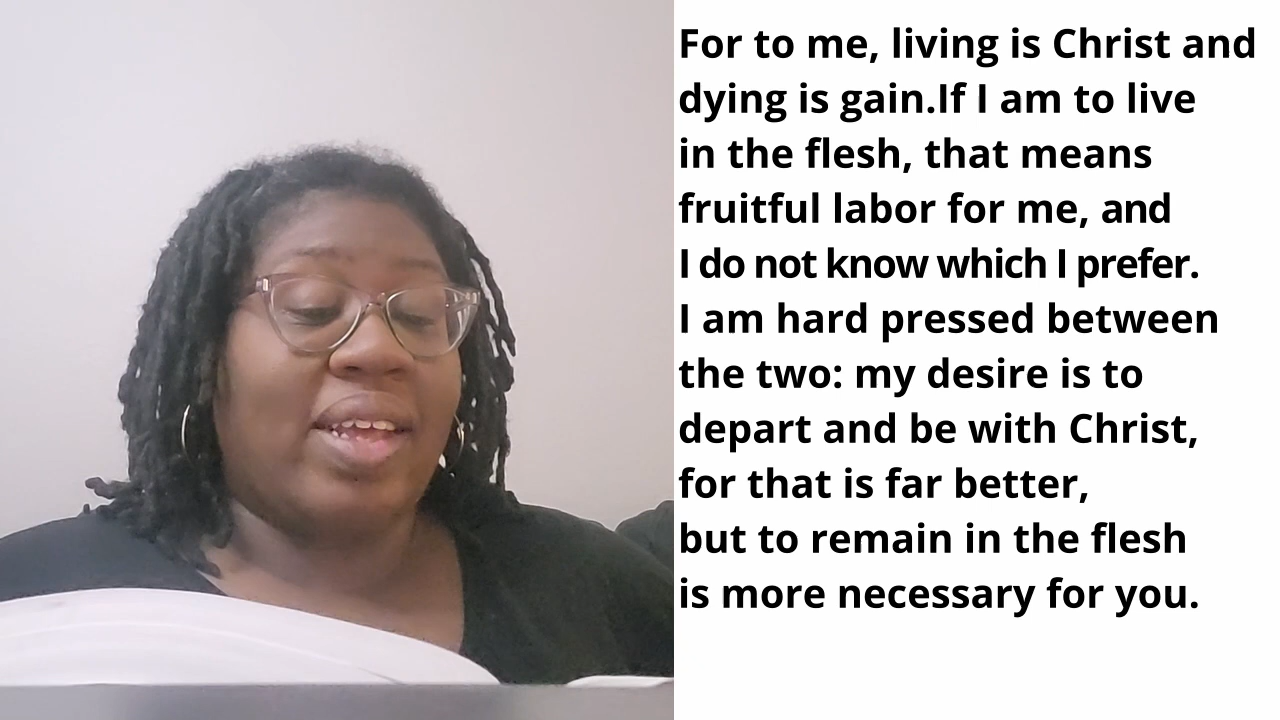 For to me, living is Christ and
dying is gain.If I am to live
in the flesh, that means
fruitful labor for me, and
I do not know which I prefer.
I am hard pressed between
the two: my desire is to
depart and be with Christ,
for that is far better,
but to remain in the flesh
is more necessary for you.